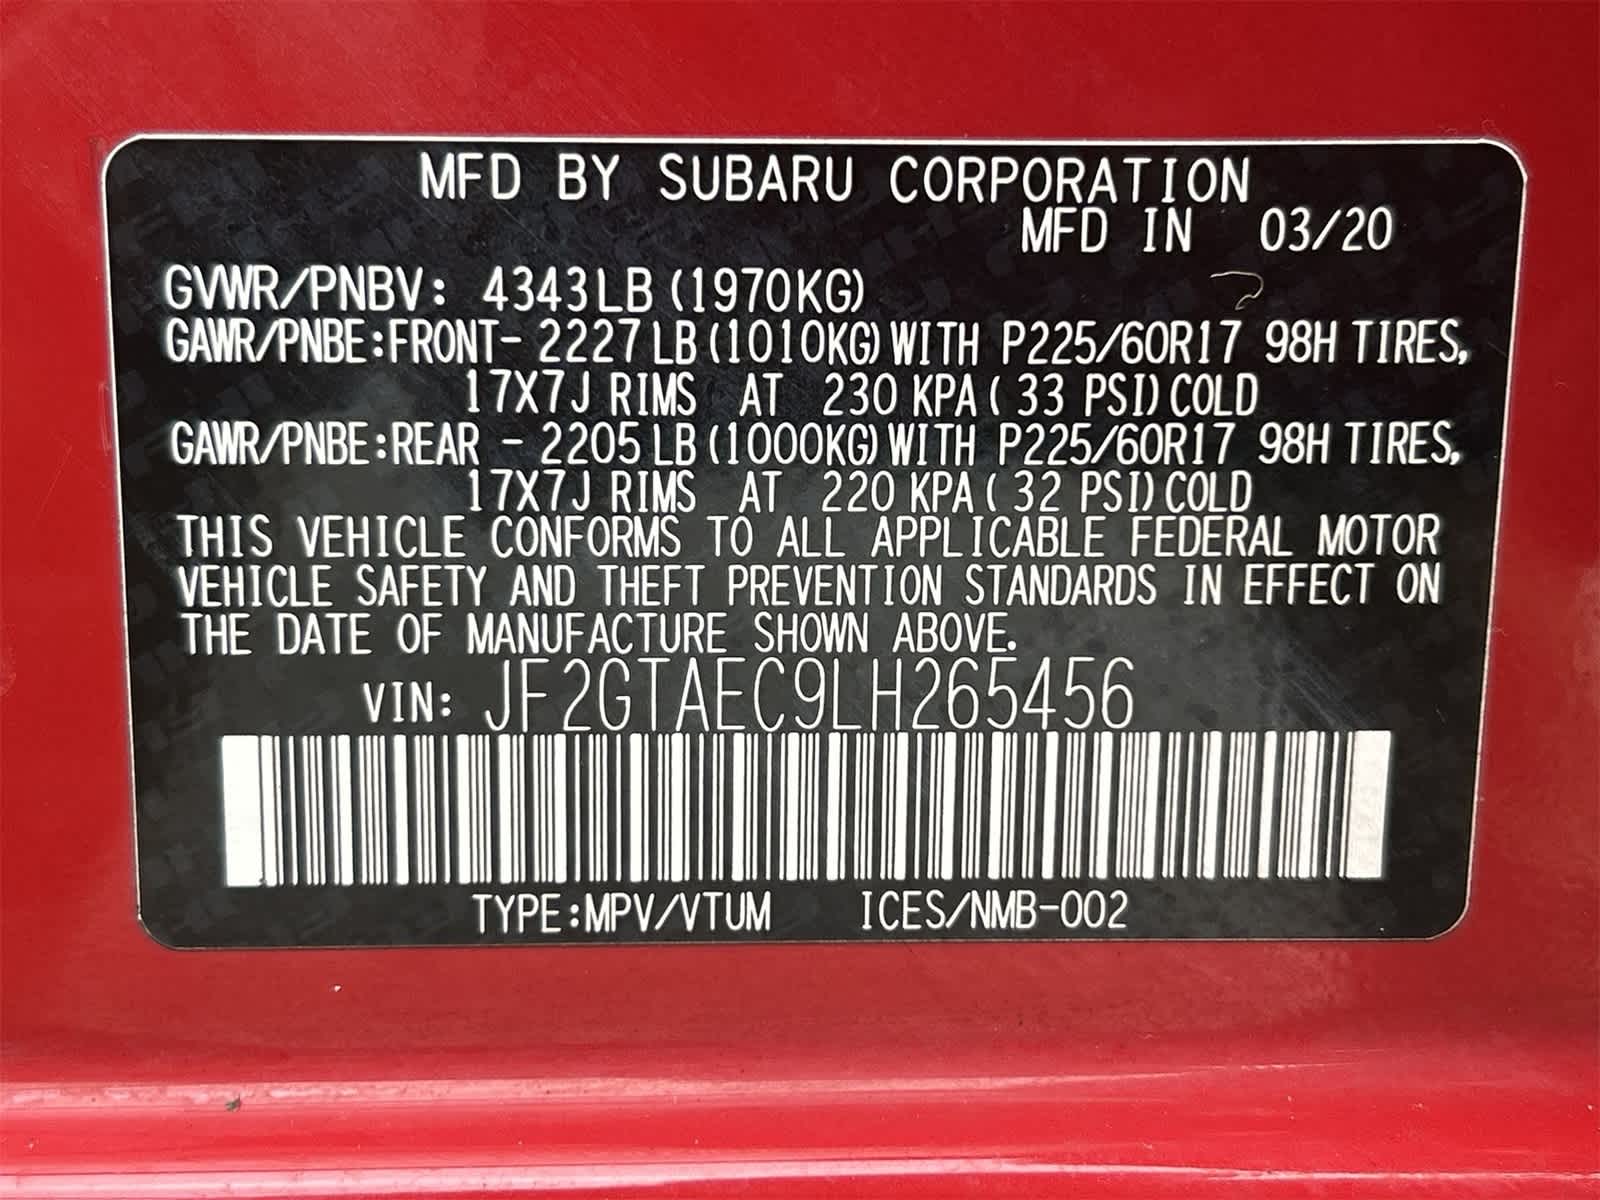 MFD BY SUBARU CORPORATION
MFD IN 03/20
GVWR/PNBV: 4343LB (1970KG)
GAWR/PNBE:FRONT- 2227LB (1010KG) WITH P225/60R17 98H TIRES,
17X7J RIMS AT 230 KPA ( 33 PSI) COLD
GAWR/PNBE:REAR - 2205LB (1000KG) WITH P225/60R17 98H TIRES,
17X7J RIMS AT 220 KPA ( 32 PSI) COLD
THIS VEHICLE CONFORMS TO ALL APPLICABLE FEDERAL MOTOR
VEHICLE SAFETY AND THEFT PREVENTION STANDARDS IN EFFECT ON
THE DATE OF MANUFACTURE SHOWN ABOVE.
VIN: JF2GTAEC9LH265456
TYPE:MPV/VTUM ICES/NMB-002